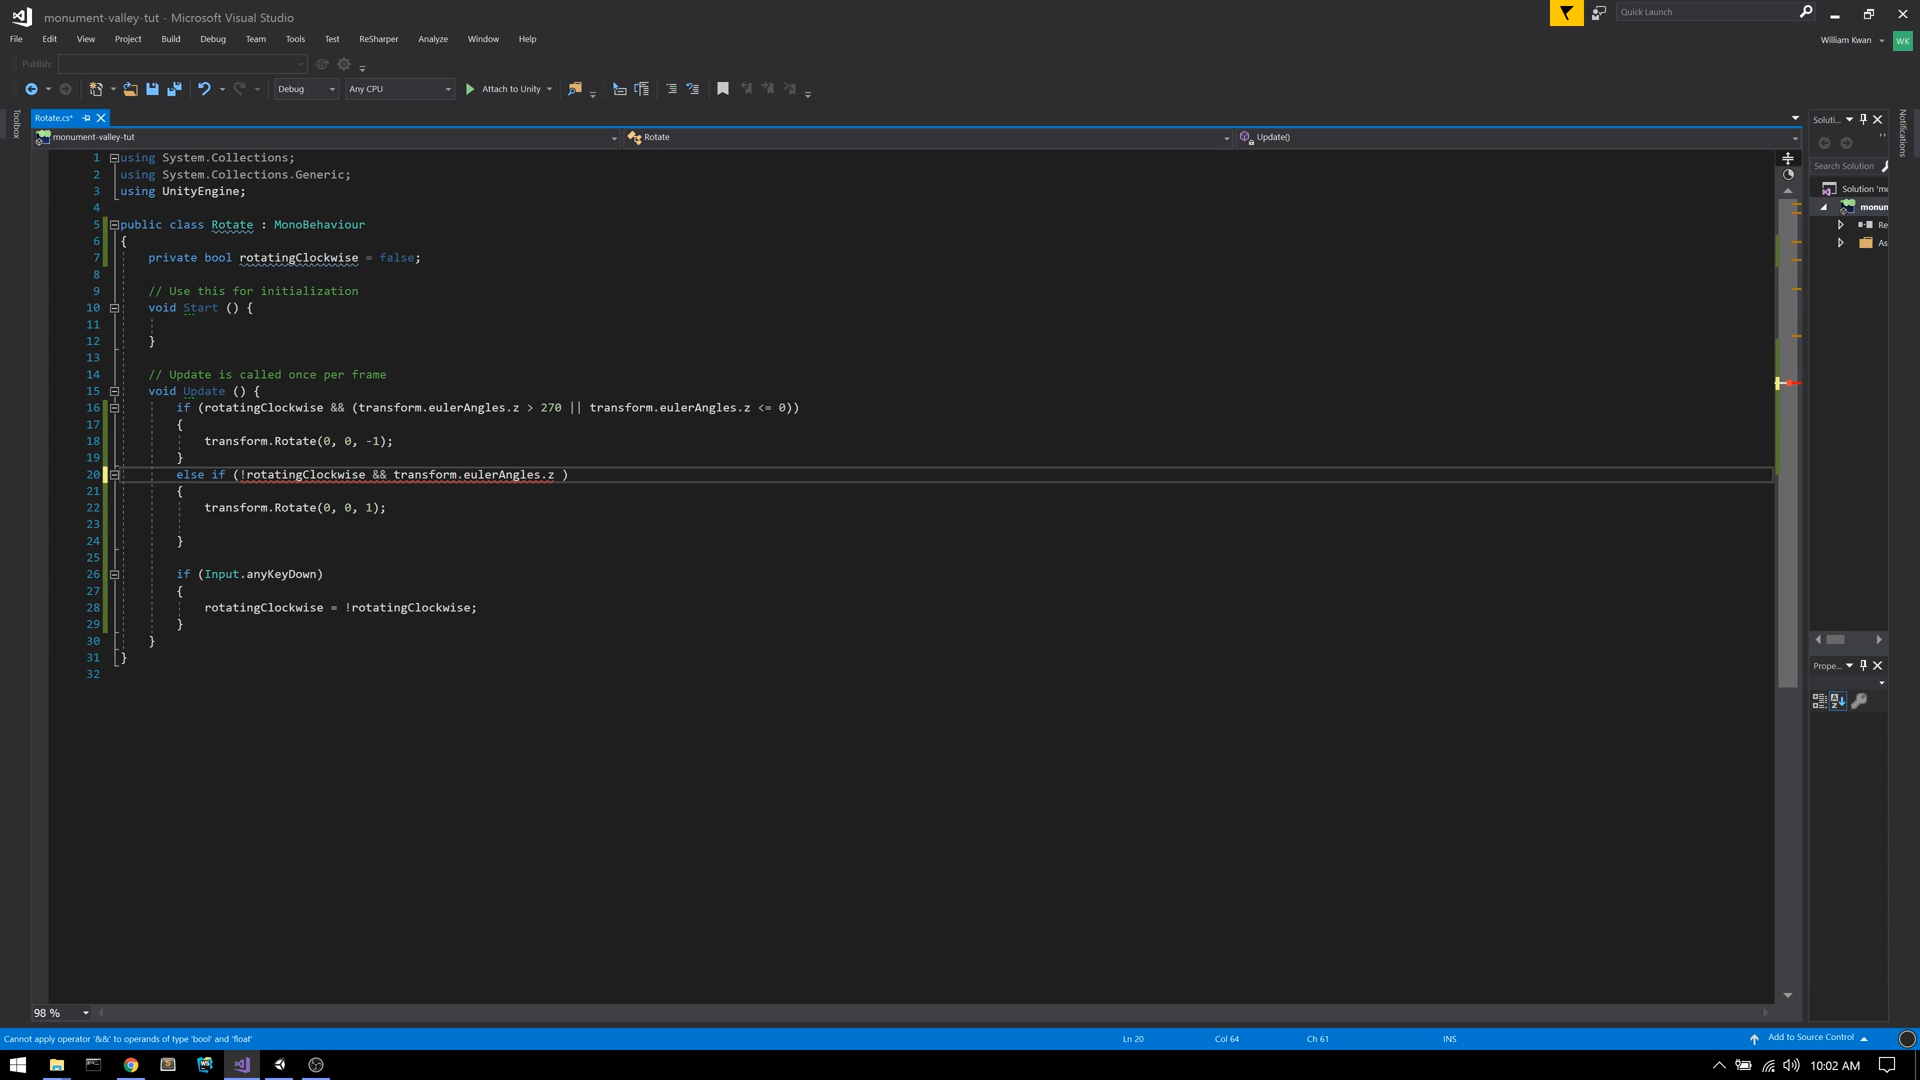 monument-valley-tut - Microsoft Visual Studio
Quick Launch
File Edit View Project Build Debug Team Tools Test ReSharper Analyze Window Help
William Kwan
WK
Publish:
Debug
Any CPU
Attach to Unity
Toolbox
Rotate.cs*
Soluti...
Notifications
monument-valley-tut
Rotate
Update()
Search Solution
Solution 'mo
monun
Re
As
1 using System.Collections;
2 using System.Collections.Generic;
3 using UnityEngine;
4
5 public class Rotate : MonoBehaviour
6 {
7 private bool rotatingClockwise = false;
8
9 // Use this for initialization
10 void Start () {
11
12 }
13
14 // Update is called once per frame
15 void Update () {
16 if (rotatingClockwise && (transform.eulerAngles.z > 270 || transform.eulerAngles.z <= 0))
17 {
18 transform.Rotate(0, 0, -1);
19 }
20 else if (!rotatingClockwise && transform.eulerAngles.z )
21 {
22 transform.Rotate(0, 0, 1);
23
24 }
25
26 if (Input.anyKeyDown)
27 {
28 rotatingClockwise = !rotatingClockwise;
29 }
30 }
31 }
32
Prope...
98 %
Cannot apply operator '&&' to operands of type 'bool' and 'float'
Ln 20
Col 64
Ch 61
INS
Add to Source Control
10:02 AM